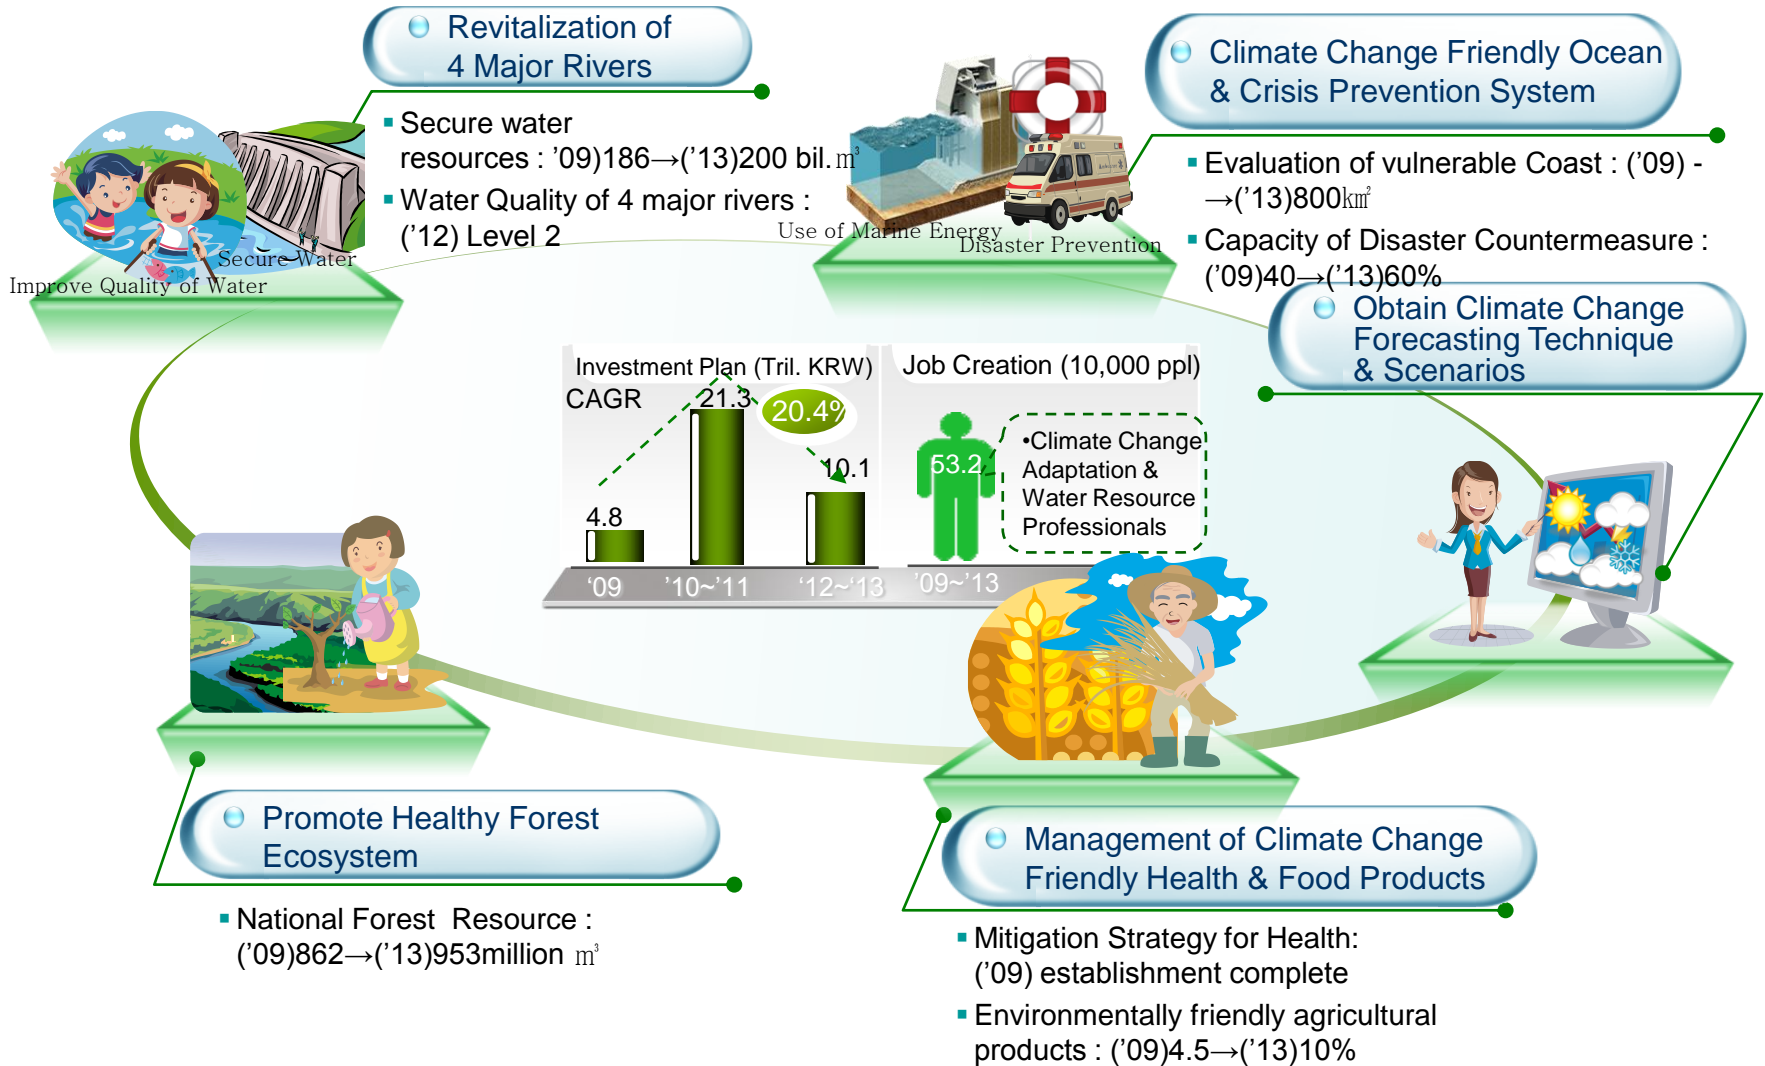 Revitalization of
4 Major Rivers
Secure water
resources : ’09)186→(’13)200 bil. m³
Water Quality of 4 major rivers :
(’12) Level 2
Secure Water
Improve Quality of Water
Use of Marine Energy
Disaster Prevention
Climate Change Friendly Ocean
& Crisis Prevention System
Evaluation of vulnerable Coast : (’09) -
→(’13)800㎢
Capacity of Disaster Countermeasure :
(’09)40→(’13)60%
Obtain Climate Change
Forecasting Technique
& Scenarios
Investment Plan (Tril. KRW)
CAGR
21.3
20.4%
10.1
4.8
‘09
’10~’11
‘12~‘13
Job Creation (10,000 ppl)
53.2
•Climate Change
Adaptation &
Water Resource
Professionals
’09~’13
Promote Healthy Forest
Ecosystem
National Forest Resource :
(’09)862→(’13)953million m³
Management of Climate Change
Friendly Health & Food Products
Mitigation Strategy for Health:
(’09) establishment complete
Environmentally friendly agricultural
products : (’09)4.5→(’13)10%